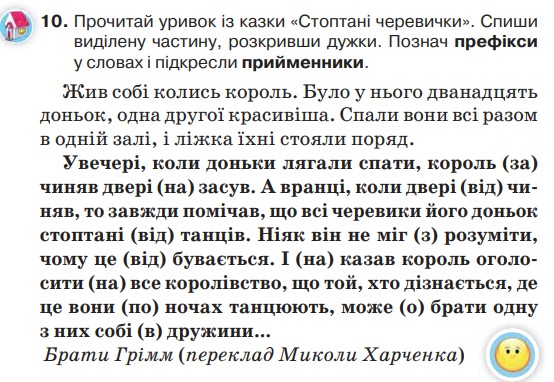 10. Прочитай уривок із казки «Стоптані черевички». Спиши
виділену частину, розкривши дужки. Познач префікси
у словах і підкресли прийменники.
Жив собі колись король. Було у нього дванадцять
доньок, одна другої красивіша. Спали вони всі разом
в одній залі, і ліжка їхні стояли поряд.
Увечері, коли доньки лягали спати, король (за)
чиняв двері (на) засув. А вранці, коли двері (від) чи-
няв, то завжди помічав, що всі черевики його доньок
стоптані (від) танців. Ніяк він не міг (з) розуміти,
чому це (від) бувається. І (на) казав король оголо-
сити (на) все королівство, що той, хто дізнається, де
це вони (по) ночах танцюють, може (о) брати одну
з них собі (в) дружини...
Брати Грімм (переклад Миколи Харченка)